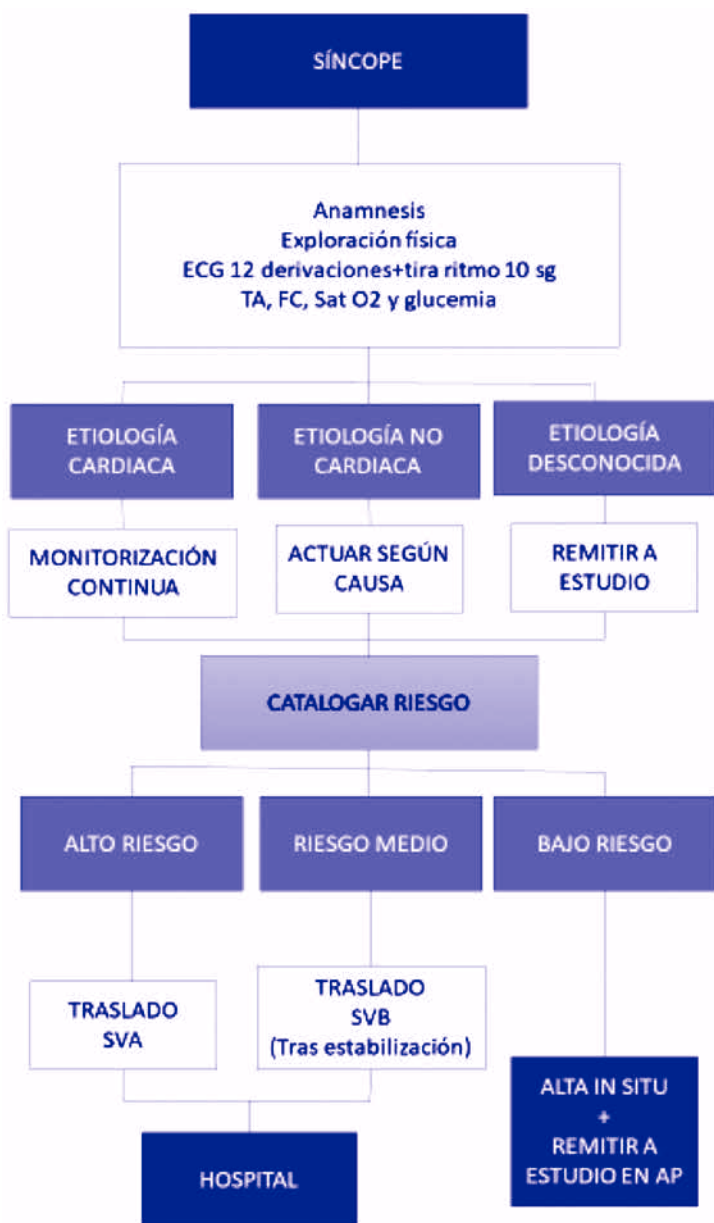 SÍNCOPE
Anamnesis
Exploración física
ECG 12 derivaciones+tira ritmo 10 sg
TA, FC, Sat O2 y glucemia
ETIOLOGÍA
CARDIACA
ETIOLOGÍA NO
CARDIACA
ETIOLOGÍA
DESCONOCIDA
MONITORIZACIÓN
CONTINUA
ACTUAR SEGÚN
CAUSA
REMITIR A
ESTUDIO
CATALOGAR RIESGO
ALTO RIESGO
RIESGO MEDIO
BAJO RIESGO
TRASLADO
SVA
TRASLADO
SVB
(Tras estabilización)
ALTA IN SITU
+
REMITIR A
ESTUDIO EN AP
HOSPITAL